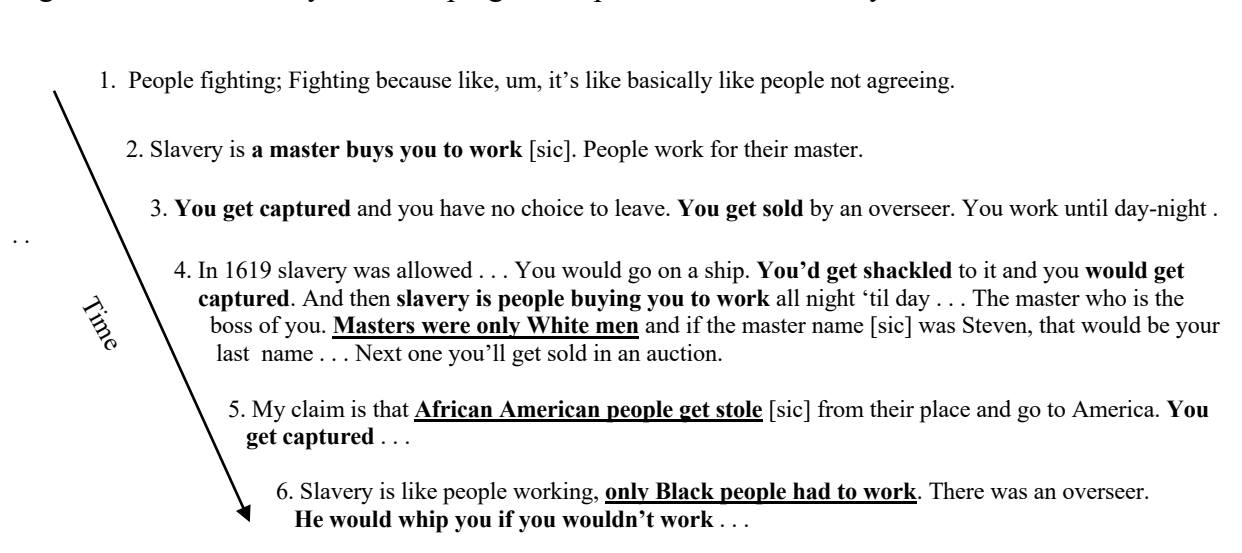 1. People fighting; Fighting because like, um, it’s like basically like people not agreeing.
2. Slavery is a master buys you to work [sic]. People work for their master.
3. You get captured and you have no choice to leave. You get sold by an overseer. You work until day-night .
. .
4. In 1619 slavery was allowed . . . You would go on a ship. You’d get shackled to it and you would get
captured. And then slavery is people buying you to work all night ‘til day . . . The master who is the
boss of you. Masters were only White men and if the master name [sic] was Steven, that would be your
last name . . . Next one you’ll get sold in an auction.
Time
5. My claim is that African American people get stole [sic] from their place and go to America. You
get captured . . .
6. Slavery is like people working, only Black people had to work. There was an overseer.
He would whip you if you wouldn’t work . . .